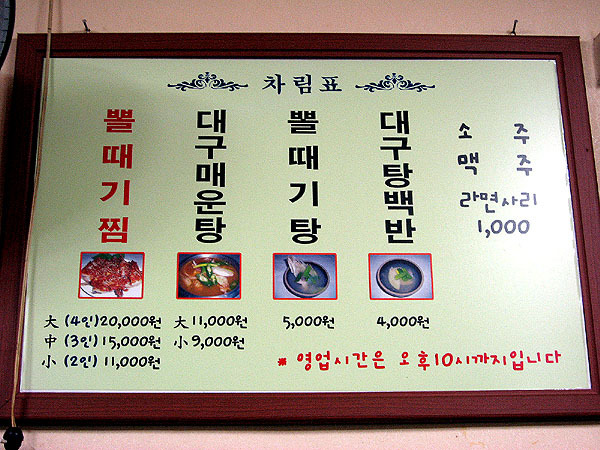 차림표
뽈때기찜
大 (4인) 20,000원
中 (3인) 15,000원
小 (2인) 11,000원
대구매운탕
大 11,000원
小 9,000원
뽈때기탕
5,000원
대구탕백반
4,000원
소 주
맥 주
라면사리
1,000
※ 영업시간은 오후10시까지입니다